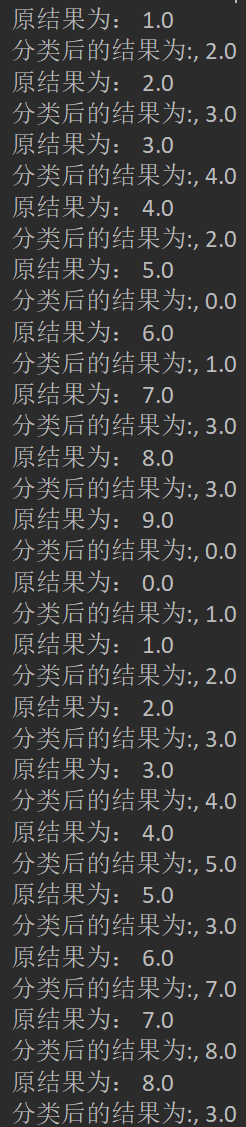 原结果为： 1.0
分类后的结果为:, 2.0
原结果为： 2.0
分类后的结果为:, 3.0
原结果为： 3.0
分类后的结果为:, 4.0
原结果为： 4.0
分类后的结果为:, 2.0
原结果为： 5.0
分类后的结果为:, 0.0
原结果为： 6.0
分类后的结果为:, 1.0
原结果为： 7.0
分类后的结果为:, 3.0
原结果为： 8.0
分类后的结果为:, 3.0
原结果为： 9.0
分类后的结果为:, 0.0
原结果为： 0.0
分类后的结果为:, 1.0
原结果为： 1.0
分类后的结果为:, 2.0
原结果为： 2.0
分类后的结果为:, 3.0
原结果为： 3.0
分类后的结果为:, 4.0
原结果为： 4.0
分类后的结果为:, 5.0
原结果为： 5.0
分类后的结果为:, 3.0
原结果为： 6.0
分类后的结果为:, 7.0
原结果为： 7.0
分类后的结果为:, 8.0
原结果为： 8.0
分类后的结果为:, 3.0